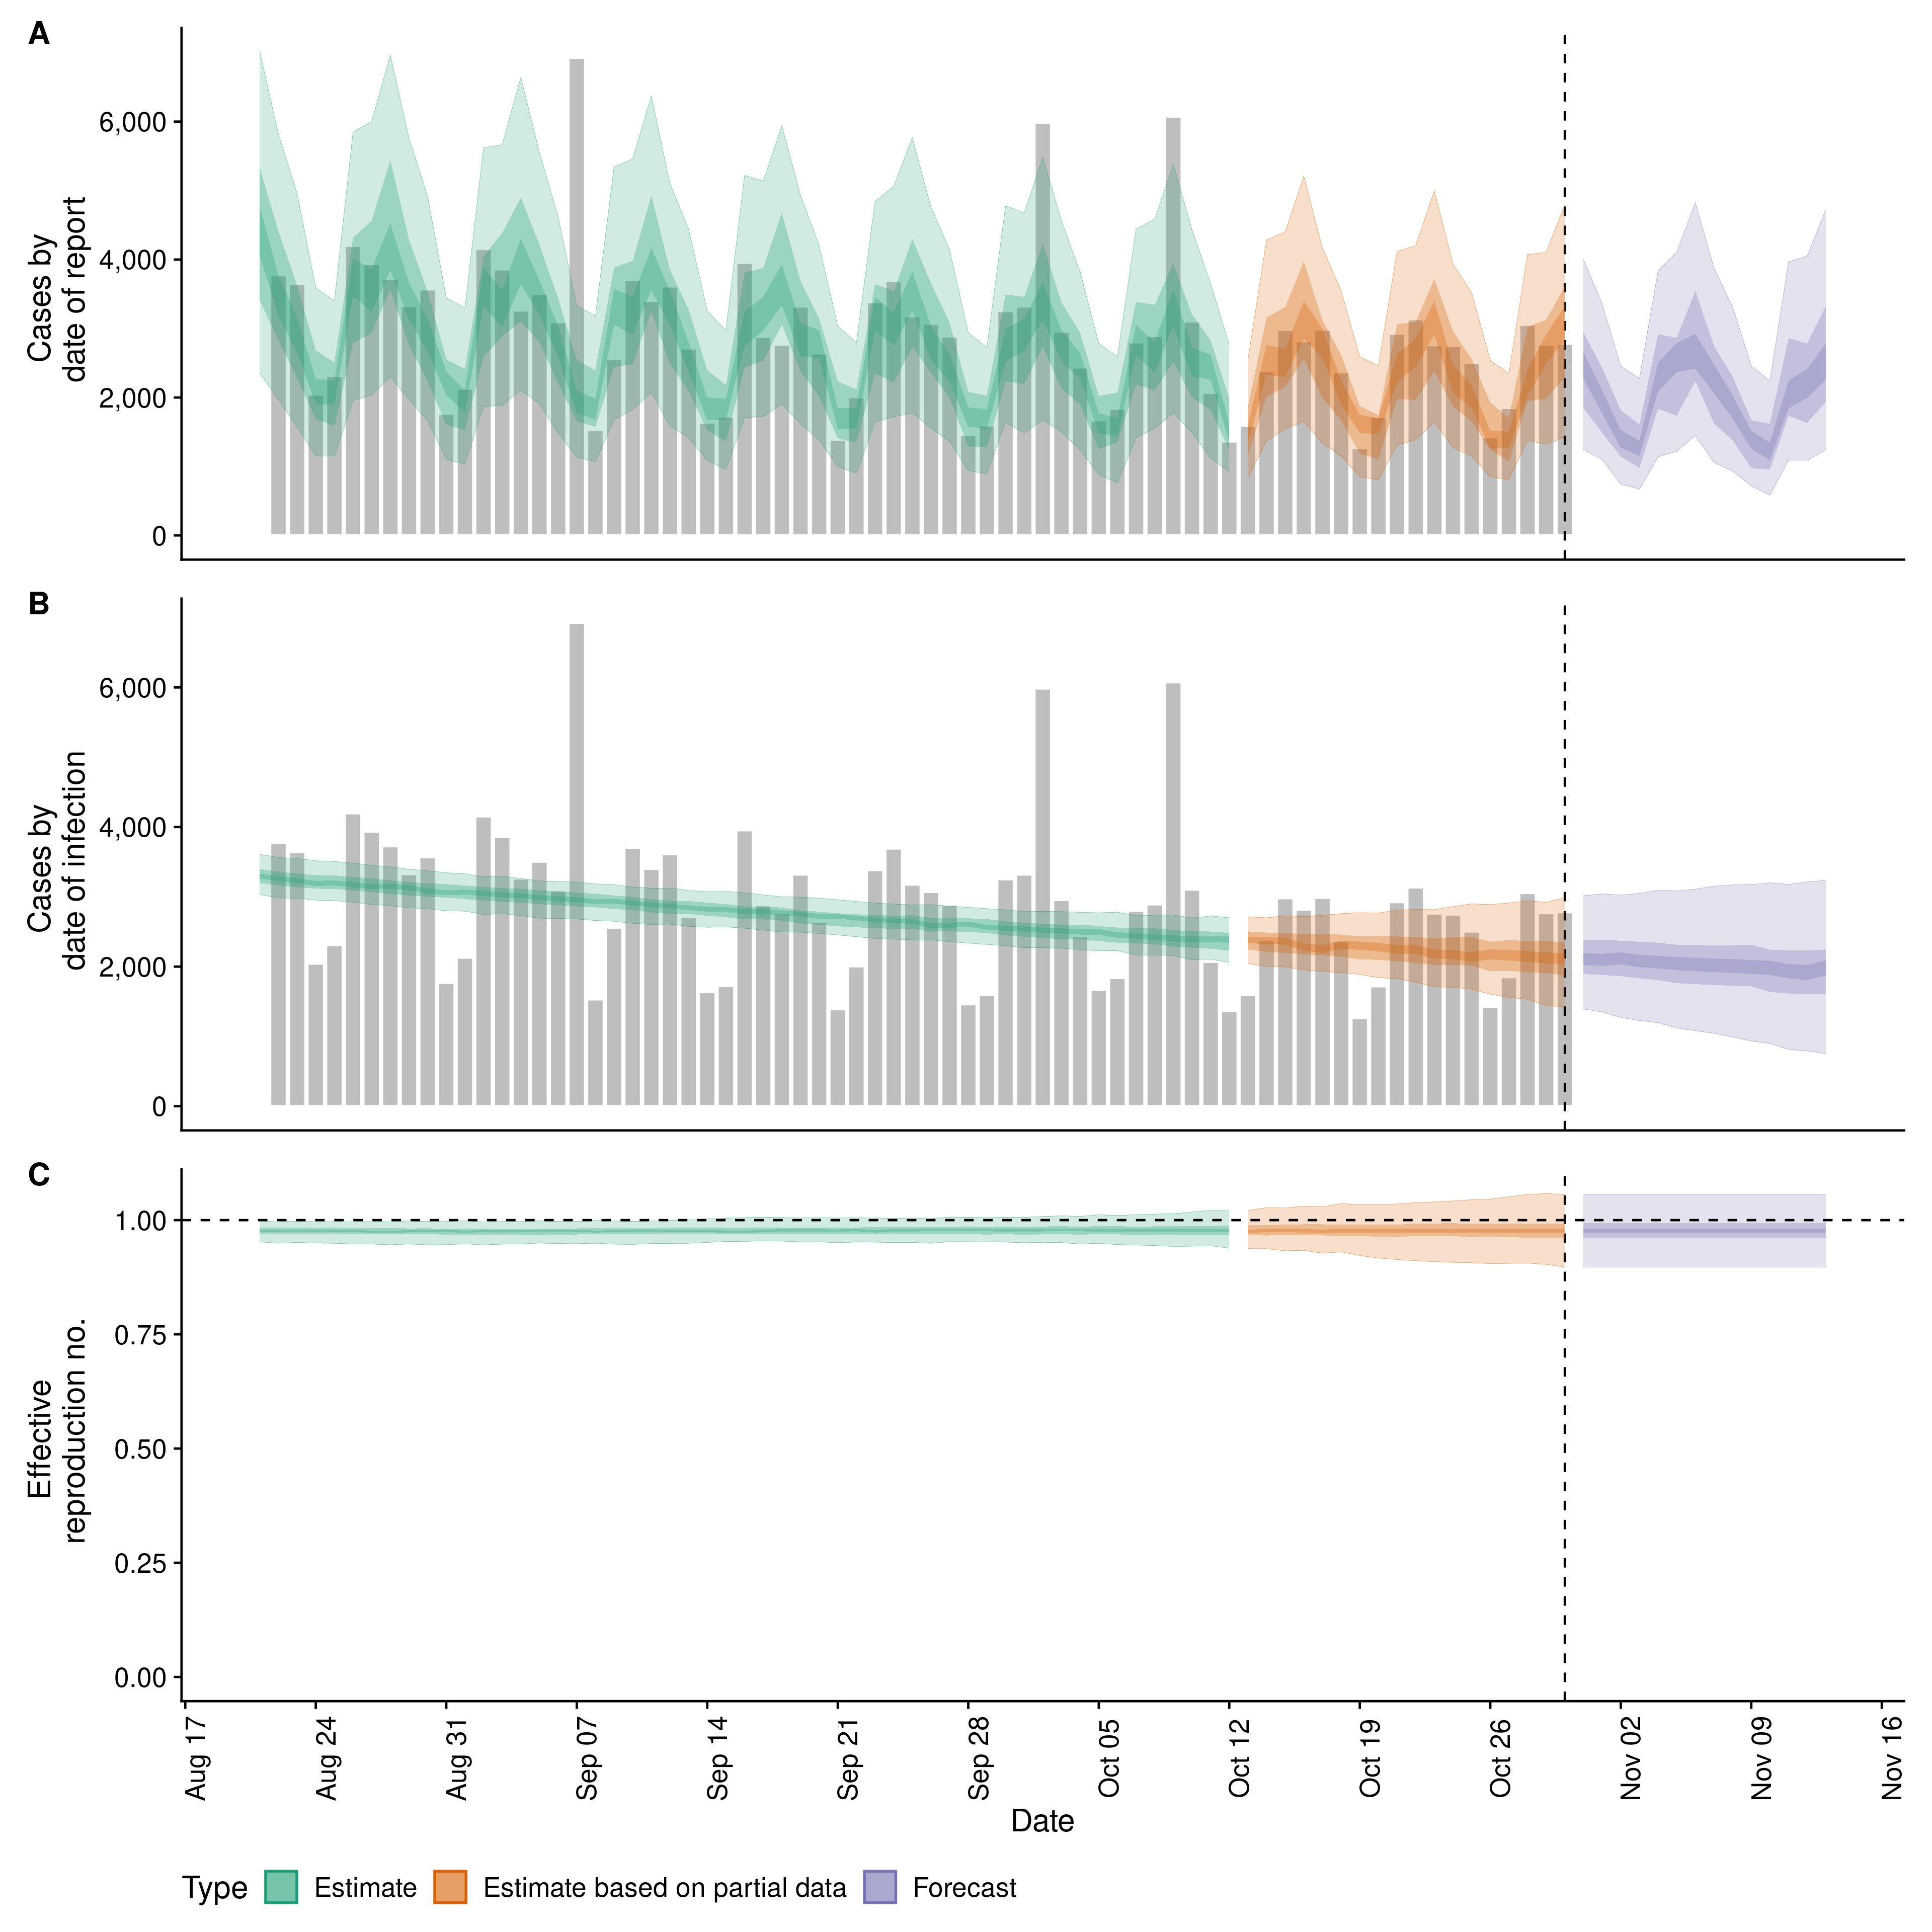 A
Cases by
date of report
6,000
4,000
2,000
0
B
Cases by
date of infection
6,000
4,000
2,000
0
C
Effective
reproduction no.
1.00
0.75
0.50
0.25
0.00
Aug 17
Aug 24
Aug 31
Sep 07
Sep 14
Sep 21
Sep 28
Oct 05
Oct 12
Oct 19
Oct 26
Nov 02
Nov 09
Nov 16
Date
Type Estimate Estimate based on partial data Forecast